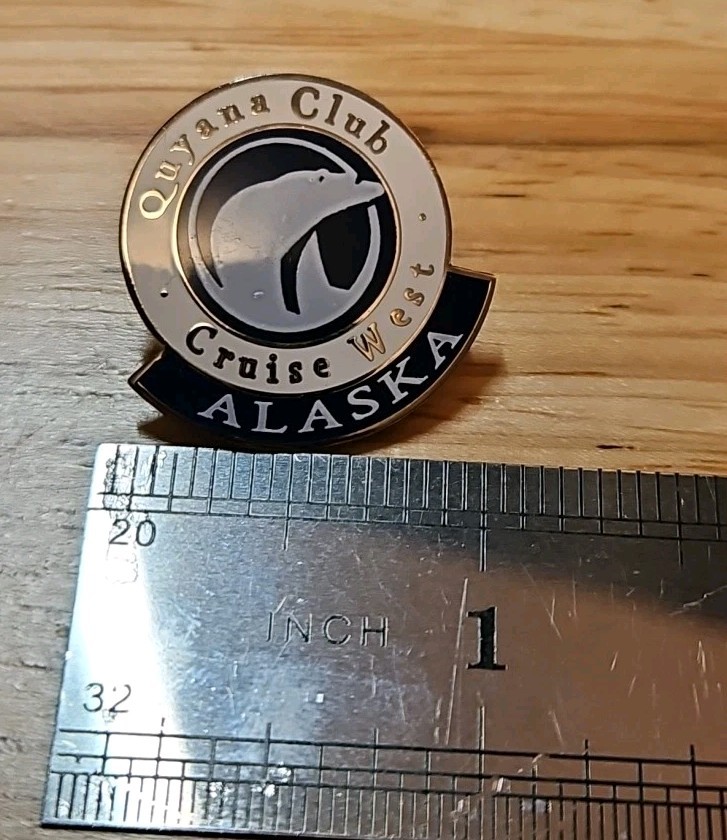 Quyana Club
Cruise West
ALASKA
20
INCH 1
32